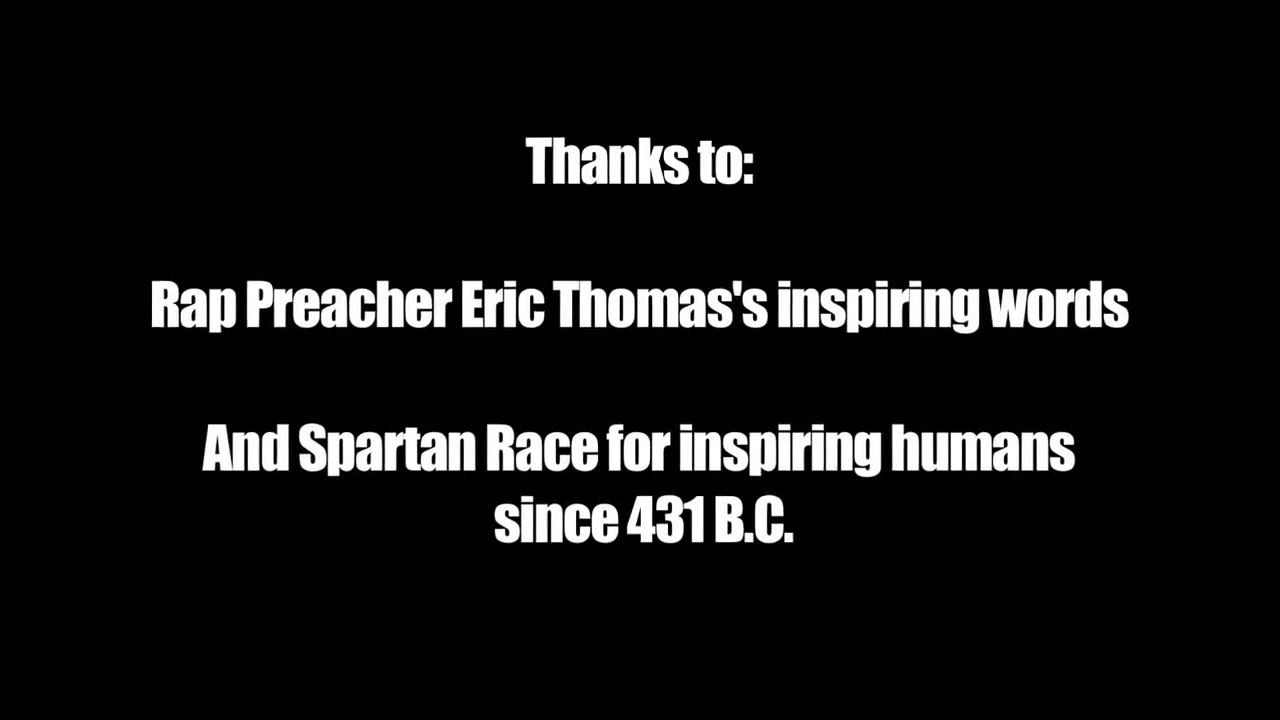 Thanks to:
Rap Preacher Eric Thomas's inspiring words
And Spartan Race for inspiring humans
since 431 B.C.